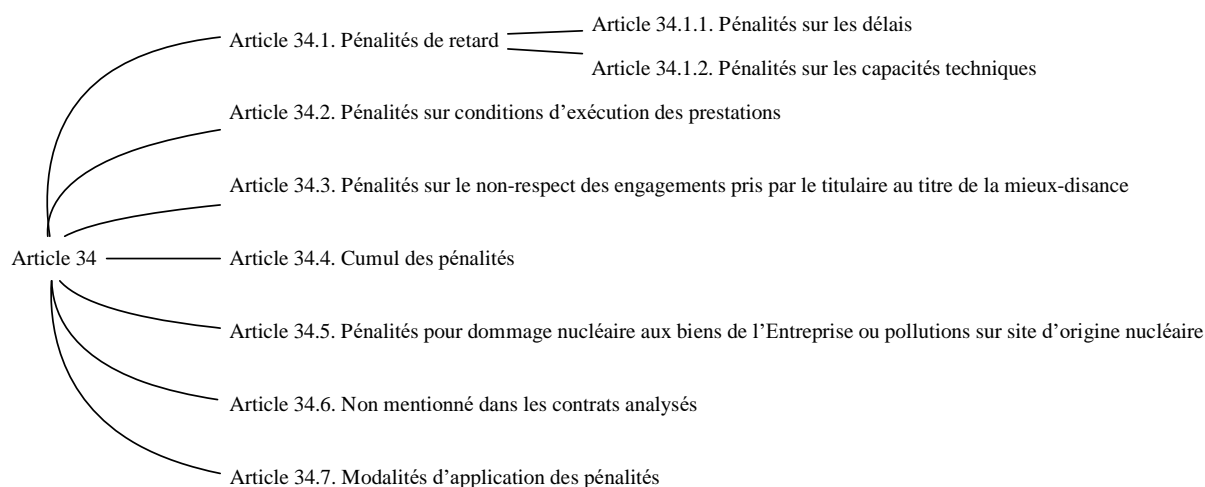 Article 34.1.1. Pénalités sur les délais
Article 34.1. Pénalités de retard
Article 34.1.2. Pénalités sur les capacités techniques
Article 34.2. Pénalités sur conditions d’exécution des prestations
Article 34.3. Pénalités sur le non-respect des engagements pris par le titulaire au titre de la mieux-disance
Article 34
Article 34.4. Cumul des pénalités
Article 34.5. Pénalités pour dommage nucléaire aux biens de l’Entreprise ou pollutions sur site d’origine nucléaire
Article 34.6. Non mentionné dans les contrats analysés
Article 34.7. Modalités d’application des pénalités